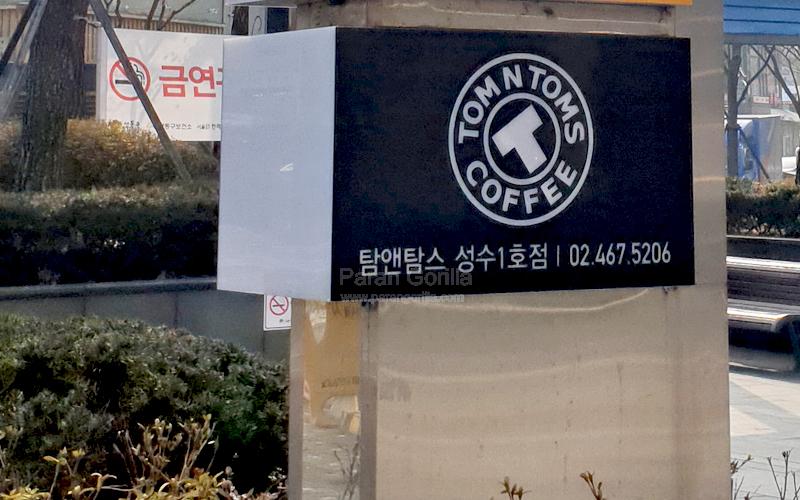 금연구
TOM N TOMS
COFFEE
T
탐앤탐스 성수1호점 | 02.467.5206
Paran Gorilla
www.parangorilla.com